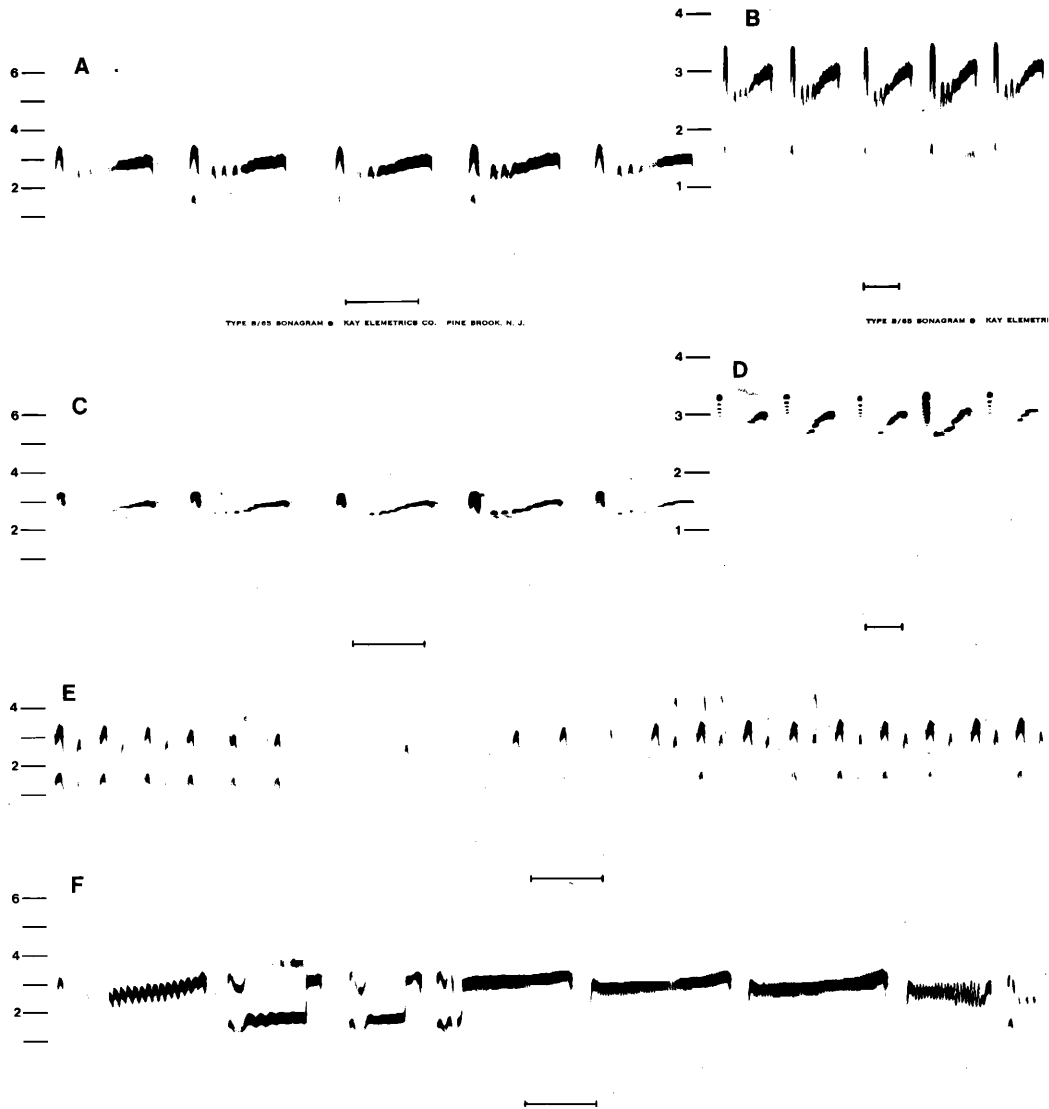 A
6
4
2
B
4
3
2
1
TYPE B/65 SONAGRAM ® KAY ELEMETRICS CO. PINE BROOK, N. J.
TYPE B/65 SONAGRAM ® KAY ELEMETRI
C
6
4
2
D
4
3
2
1
E
4
2
F
6
4
2